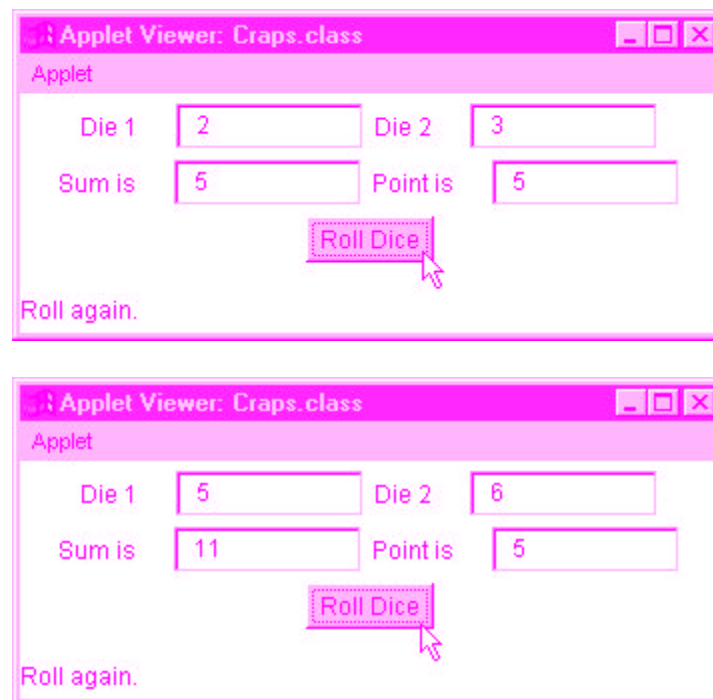 Applet Viewer: Craps.class
Applet
Die 1 2 Die 2 3
Sum is 5 Point is 5
Roll Dice
Roll again.
Applet Viewer: Craps.class
Applet
Die 1 5 Die 2 6
Sum is 11 Point is 5
Roll Dice
Roll again.